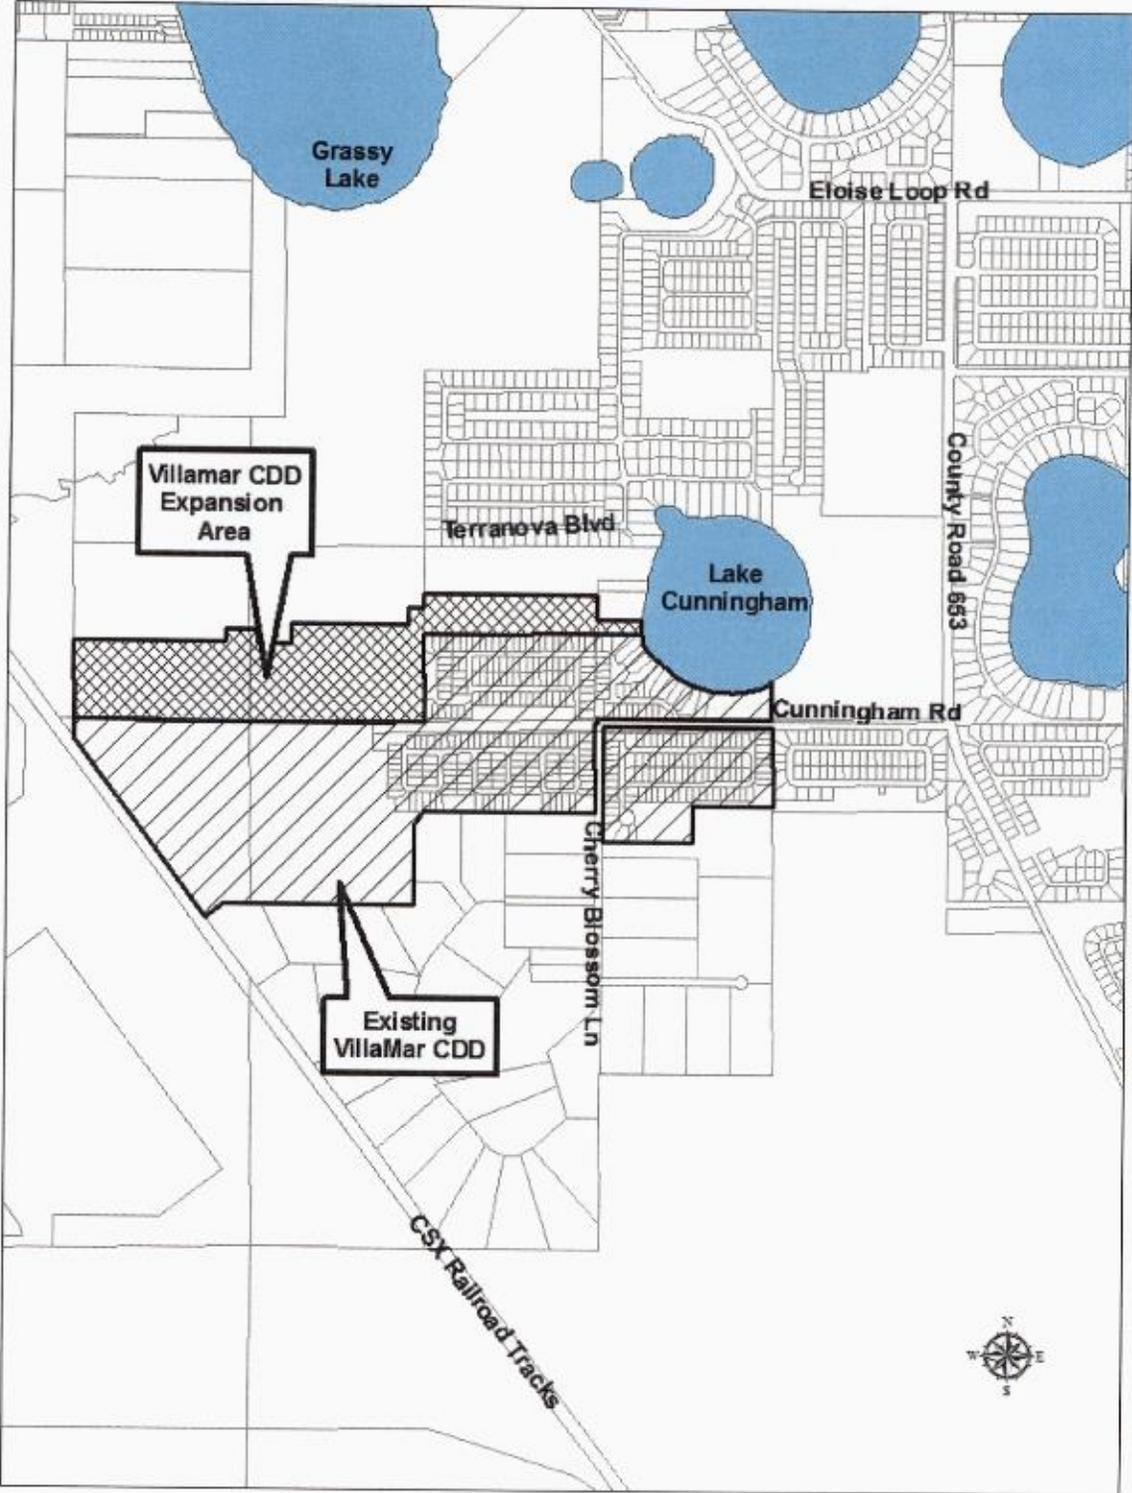 Grassy
Lake
Eloise Loop Rd
Villamar CDD
Expansion
Area
County Road 653
Terranova Blvd
Lake
Cunningham
Cunningham Rd
Cherry Blossom Ln
Existing
VillaMar CDD
CSX Railroad Tracks
N
W E
S